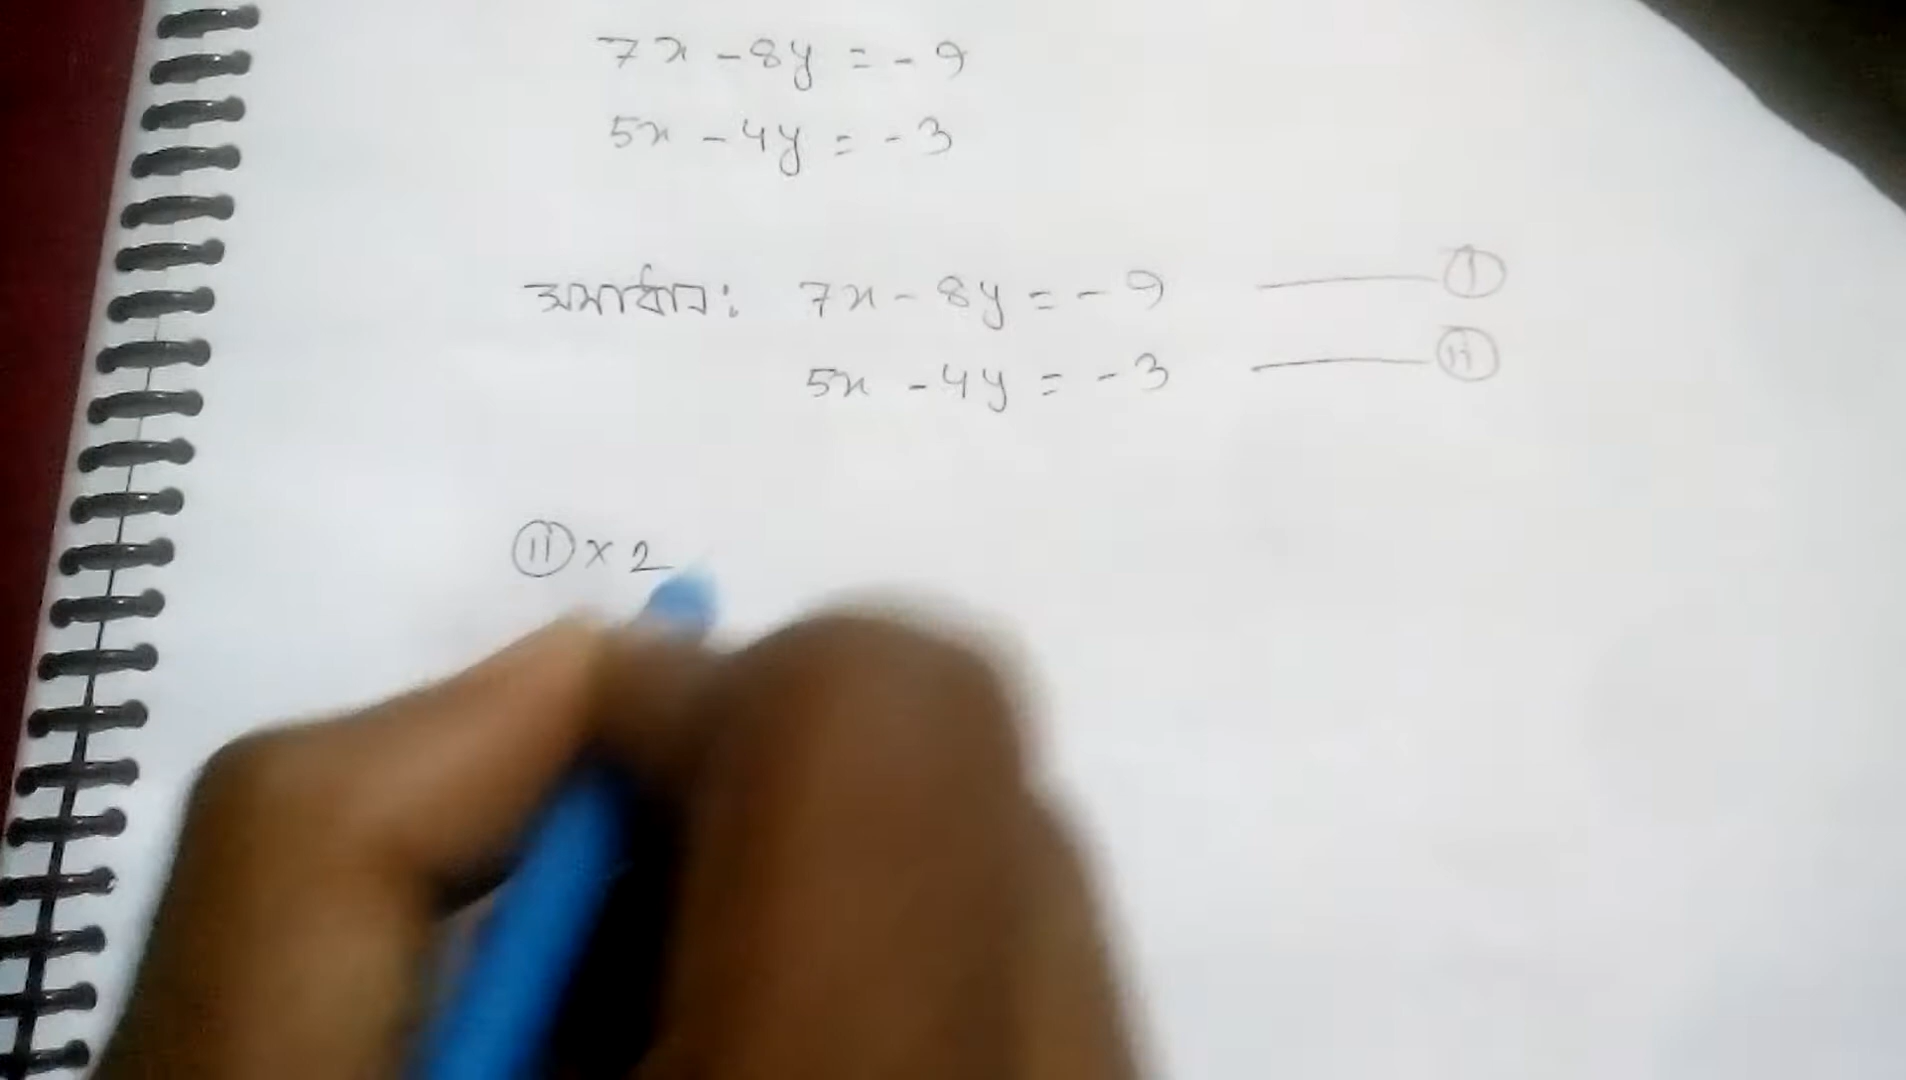 7x - 8y = - 9
5x - 4y = - 3
সমাধান: 7x - 8y = - 9 ——— (i)
5x - 4y = - 3 ——— (ii)
(ii) × 2